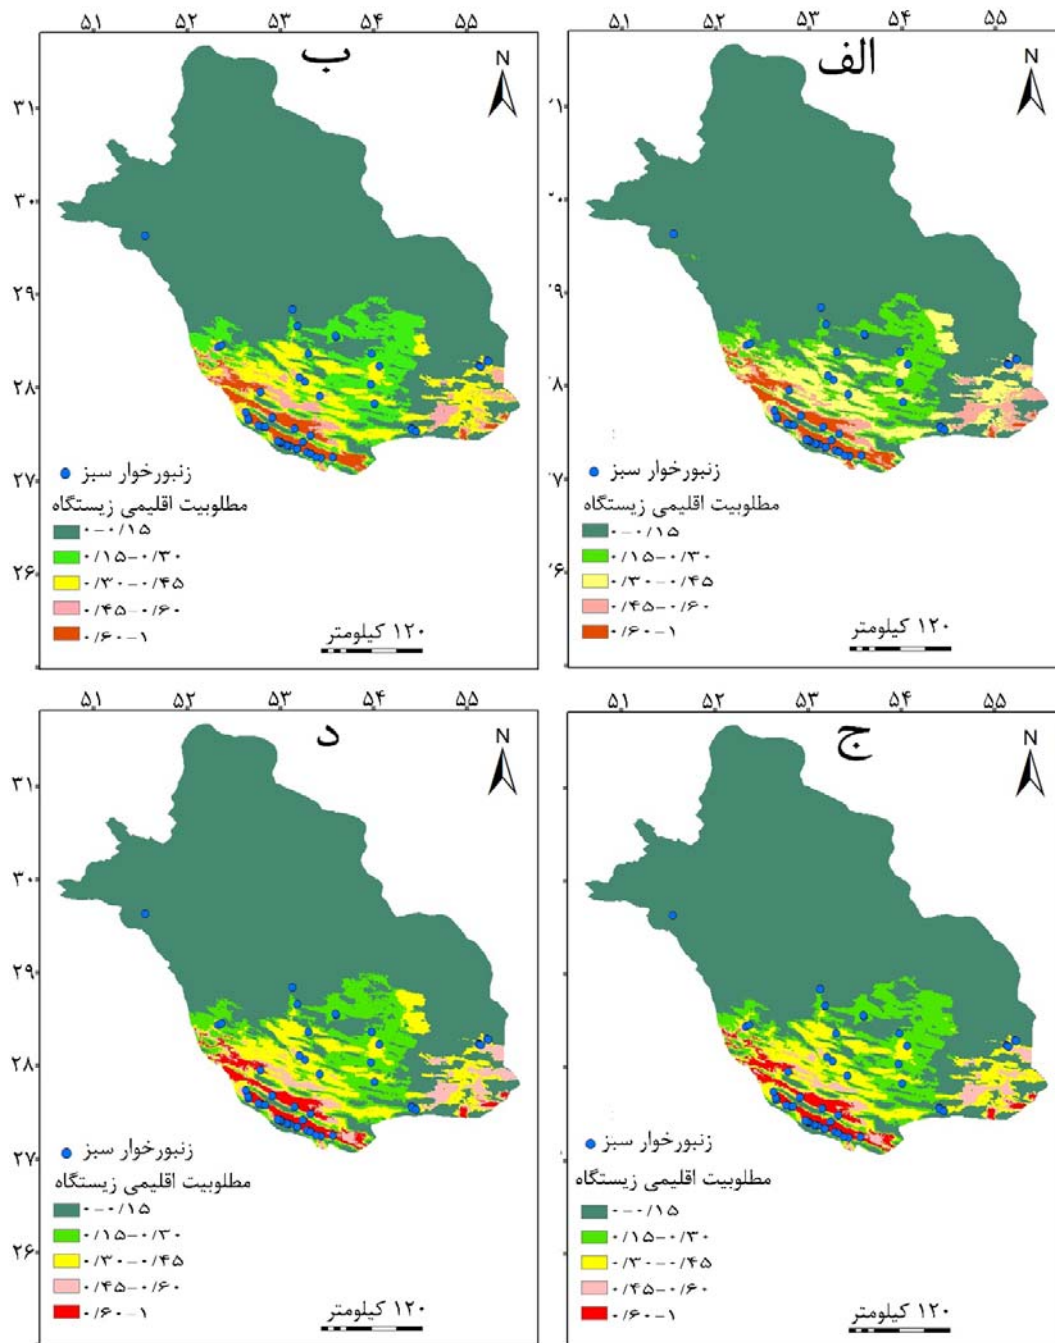 ۵۱ ۵۲ ۵۳ ۵۴ ۵۵
الف
N
۲۹
زنبورخوار سبز
مطلوبیت اقلیمی زیستگاه
۰-۰/۱۵
۰/۱۵-۰/۳۰
۰/۳۰-۰/۴۵
۰/۴۵-۰/۶۰
۰/۶۰-۱
۱۲۰ کیلومتر
۵۱ ۵۲ ۵۳ ۵۴ ۵۵
ب
N
۳۱
۳۰
۲۹
۲۸
۲۷
۲۶
زنبورخوار سبز
مطلوبیت اقلیمی زیستگاه
۰-۰/۱۵
۰/۱۵-۰/۳۰
۰/۳۰-۰/۴۵
۰/۴۵-۰/۶۰
۰/۶۰-۱
۱۲۰ کیلومتر
۵۱ ۵۲ ۵۳ ۵۴ ۵۵
ج
N
زنبورخوار سبز
مطلوبیت اقلیمی زیستگاه
۰-۰/۱۵
۰/۱۵-۰/۳۰
۰/۳۰-۰/۴۵
۰/۴۵-۰/۶۰
۰/۶۰-۱
۱۲۰ کیلومتر
۵۱ ۵۲ ۵۳ ۵۴ ۵۵
د
N
۳۱
۳۰
۲۹
۲۸
۲۷
۲۶
زنبورخوار سبز
مطلوبیت اقلیمی زیستگاه
۰-۰/۱۵
۰/۱۵-۰/۳۰
۰/۳۰-۰/۴۵
۰/۴۵-۰/۶۰
۰/۶۰-۱
۱۲۰ کیلومتر